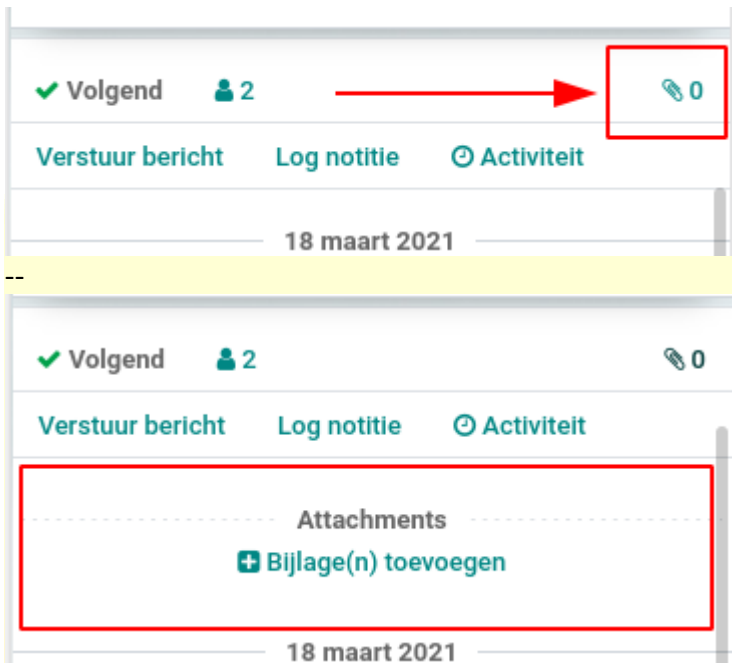 Volgend 2 0
Verstuur bericht Log notitie Activiteit
18 maart 2021
--
Volgend 2 0
Verstuur bericht Log notitie Activiteit
Attachments
Bijlage(n) toevoegen
18 maart 2021